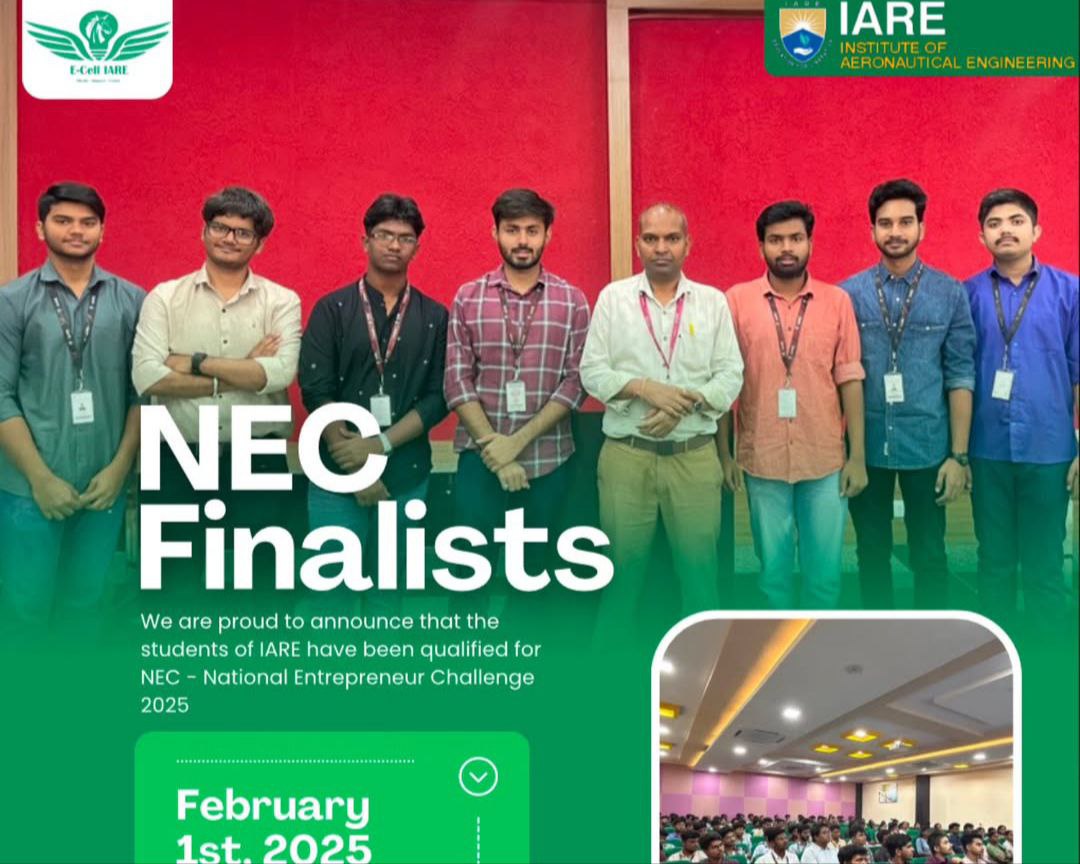 E-Cell IARE
IARE
IARE
INSTITUTE OF
AERONAUTICAL ENGINEERING
NEC
Finalists
We are proud to announce that the
students of IARE have been qualified for
NEC - National Entrepreneur Challenge
2025
February
1st, 2025